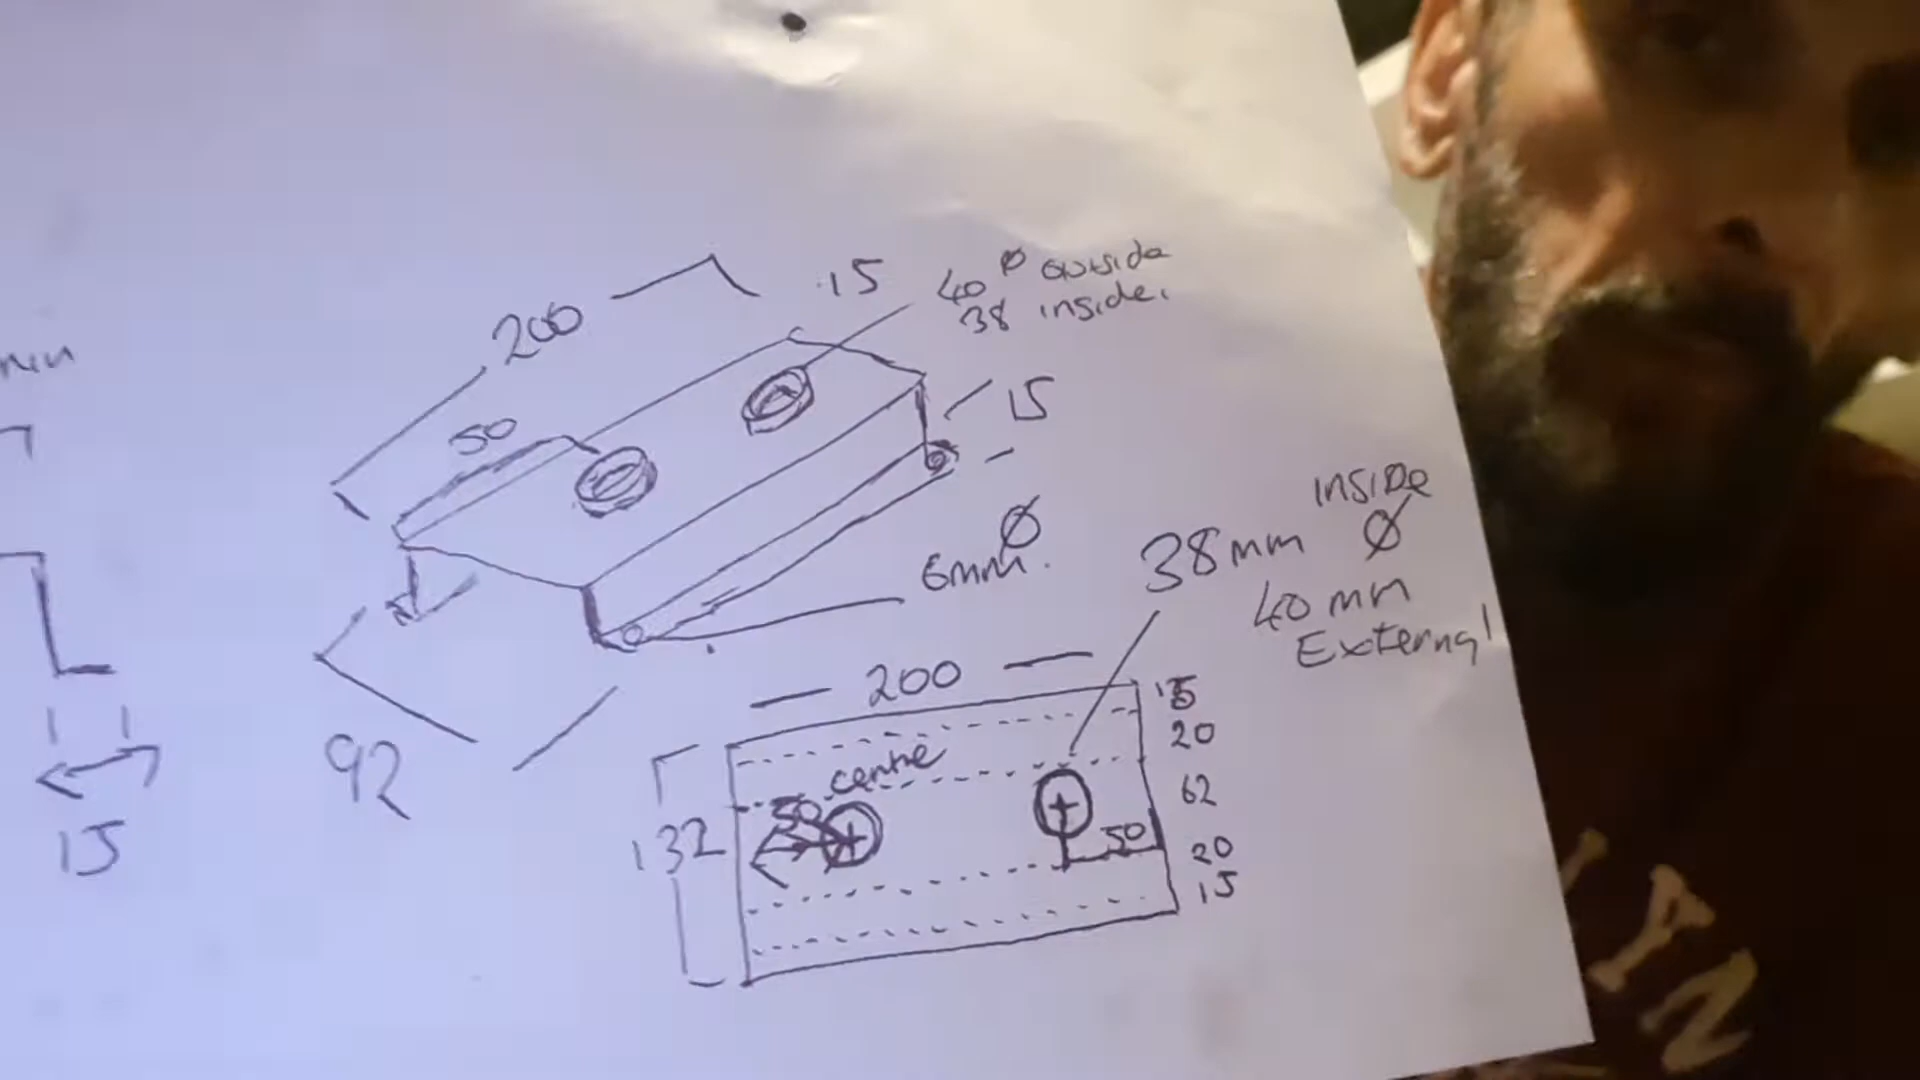 200
15
40 Ø outside
38 inside.
50
15
6mm Ø
inside
38mm Ø
40mm
External
92
15
200
15
20
62
20
15
centre
50
50
132